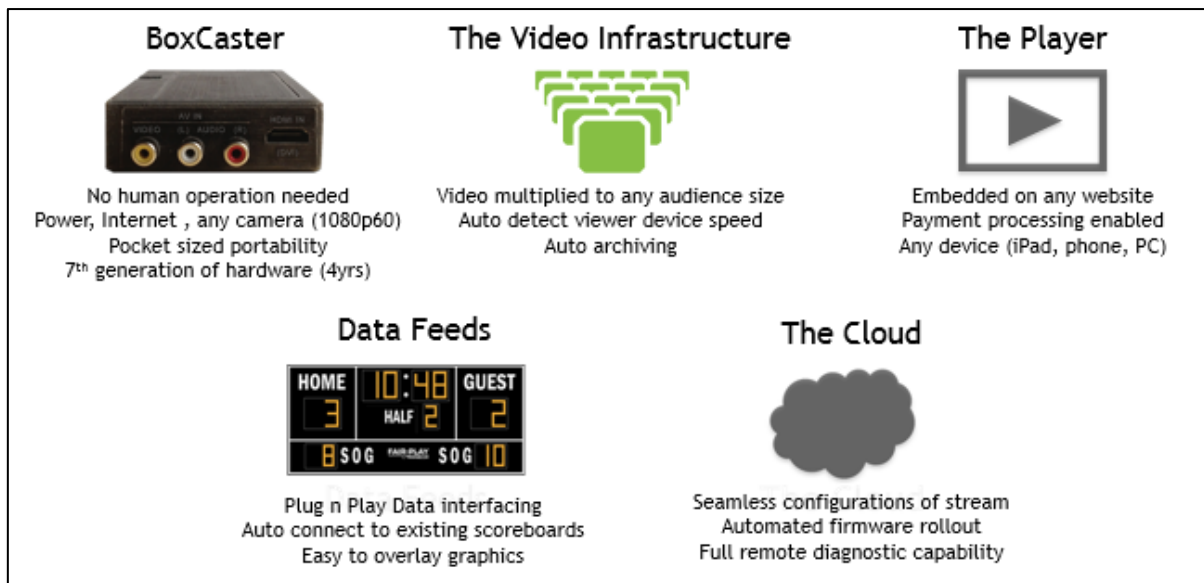 BoxCaster
The Video Infrastructure
The Player
AV IN
VIDEO (L) AUDIO (R)
HDMI IN
(DVI)
No human operation needed
Power, Internet , any camera (1080p60)
Pocket sized portability
7th generation of hardware (4yrs)
Video multiplied to any audience size
Auto detect viewer device speed
Auto archiving
Embedded on any website
Payment processing enabled
Any device (iPad, phone, PC)
Data Feeds
The Cloud
HOME 10:48 GUEST
3 HALF 2 2
8 SOG FAIR-PLAY SOG 10
Plug n Play Data interfacing
Auto connect to existing scoreboards
Easy to overlay graphics
Seamless configurations of stream
Automated firmware rollout
Full remote diagnostic capability